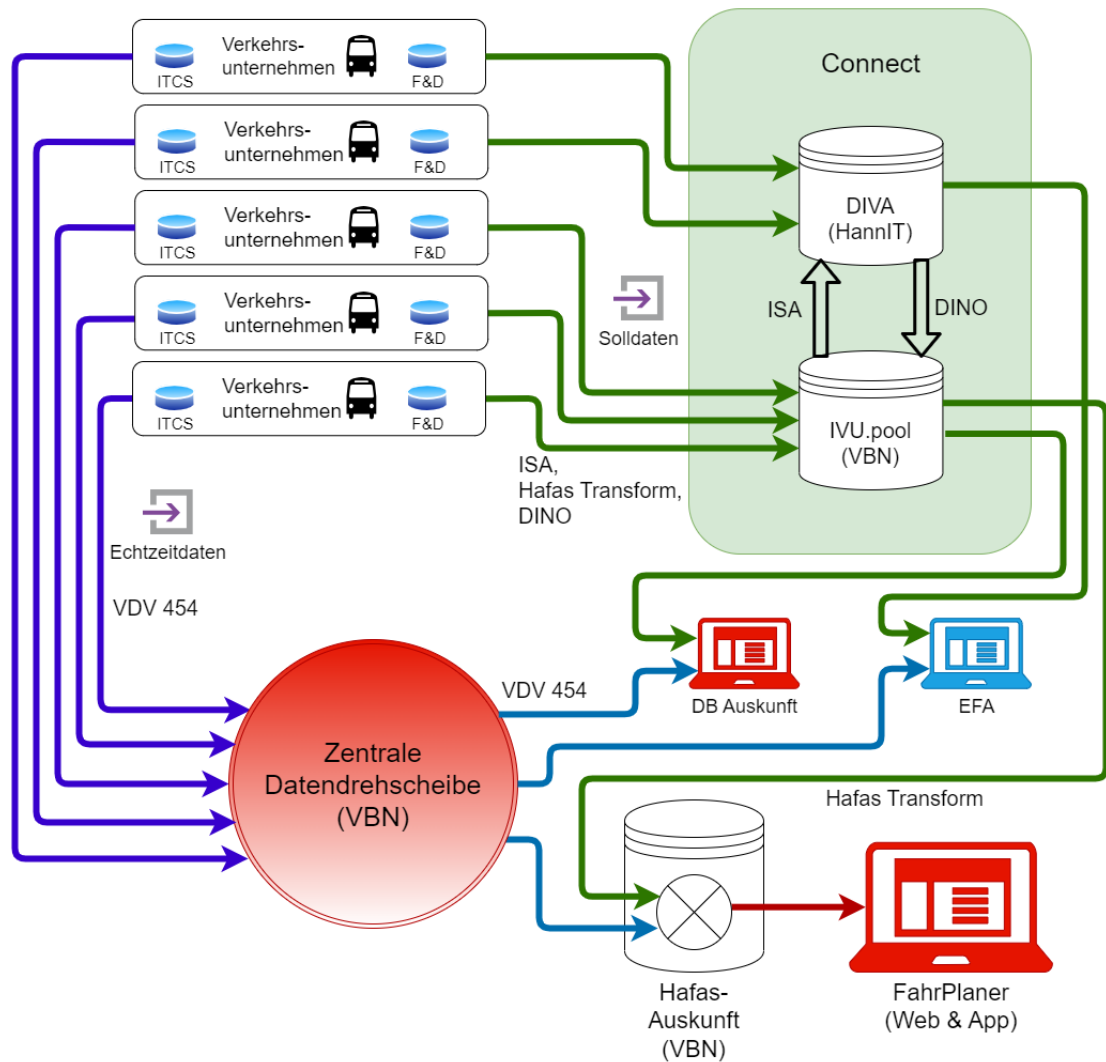 Verkehrs-
unternehmen
ITCS
F&D
Verkehrs-
unternehmen
ITCS
F&D
Verkehrs-
unternehmen
ITCS
F&D
Verkehrs-
unternehmen
ITCS
F&D
Verkehrs-
unternehmen
ITCS
F&D
Connect
DIVA
(HannIT)
ISA
DINO
IVU.pool
(VBN)
Solldaten
ISA,
Hafas Transform,
DINO
Echtzeitdaten
VDV 454
VDV 454
DB Auskunft
EFA
Zentrale
Datendrehscheibe
(VBN)
Hafas Transform
Hafas-
Auskunft
(VBN)
FahrPlaner
(Web & App)